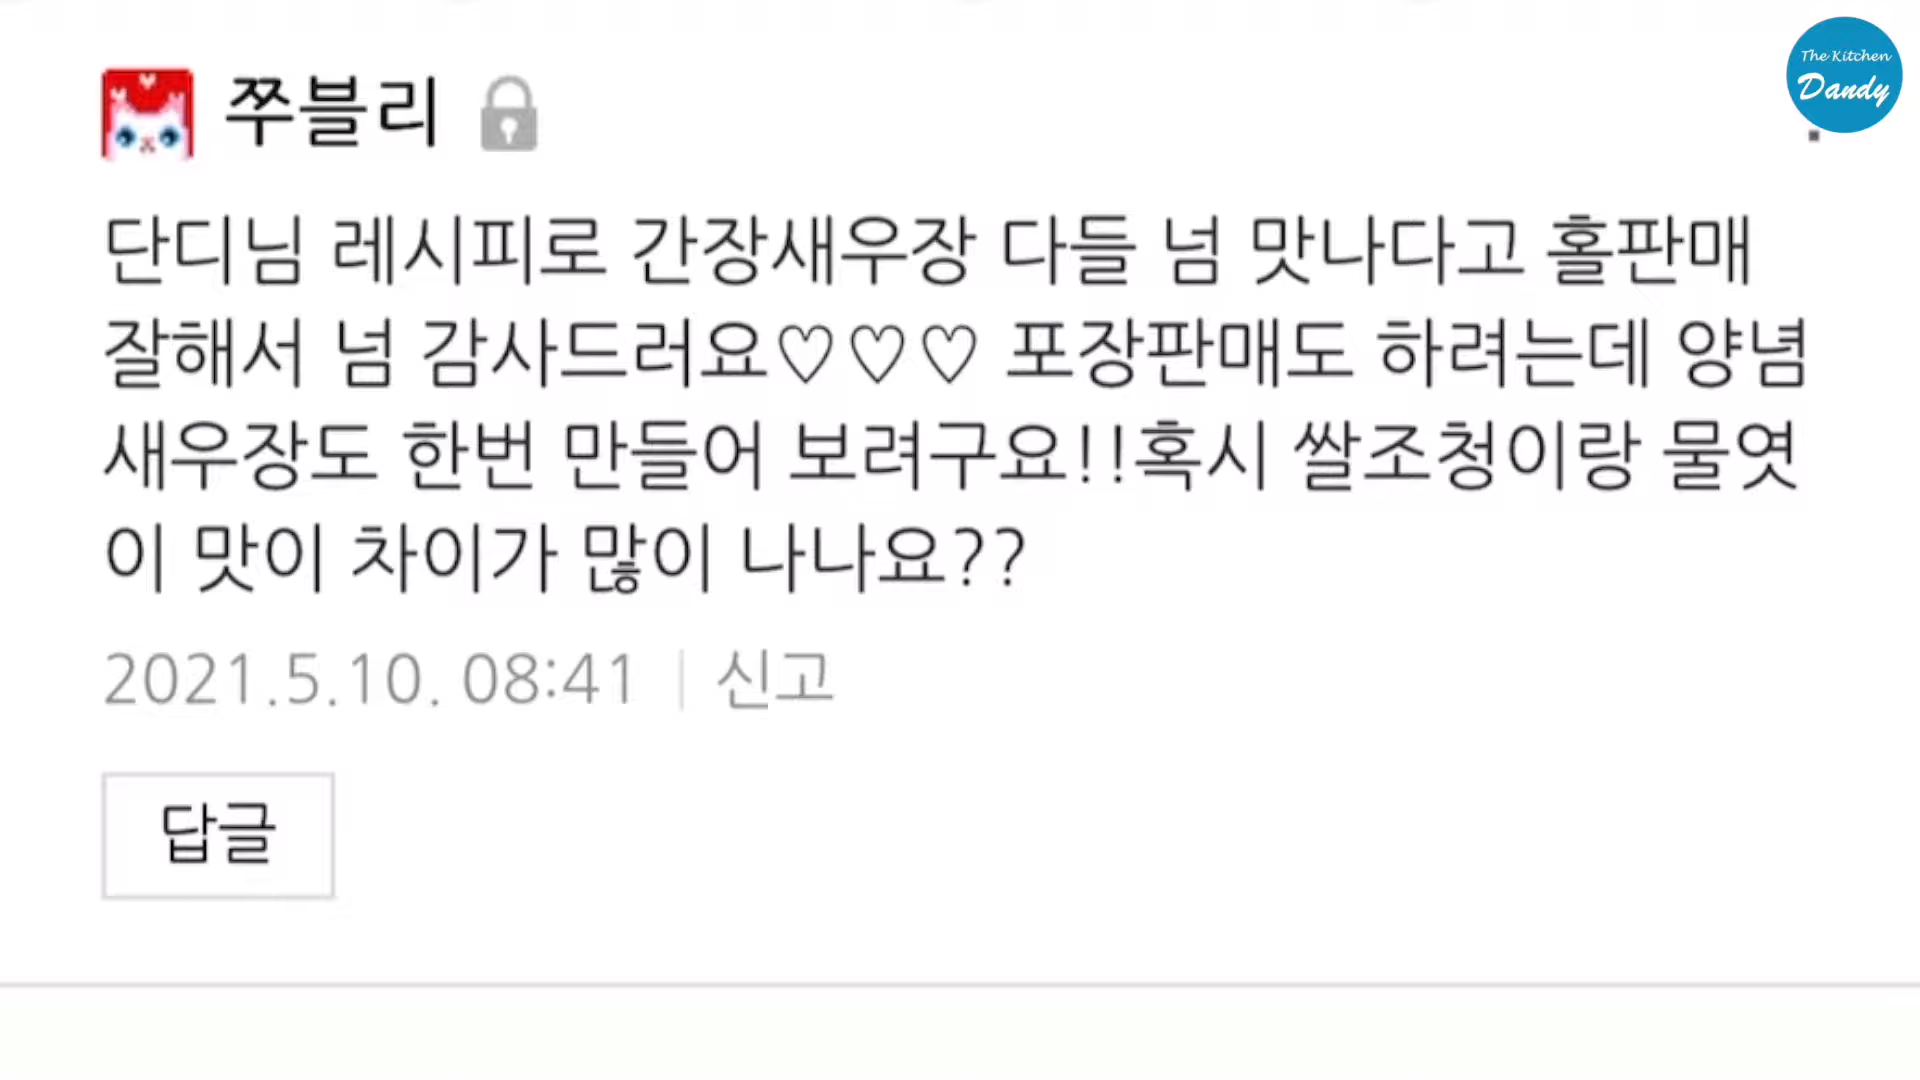 The Kitchen
Dandy
쭈블리
단디님 레시피로 간장새우장 다들 넘 맛나다고 홀판매
잘해서 넘 감사드러요♡♡♡ 포장판매도 하려는데 양념
새우장도 한번 만들어 보려구요!!혹시 쌀조청이랑 물엿
이 맛이 차이가 많이 나나요??
2021.5.10. 08:41 | 신고
답글